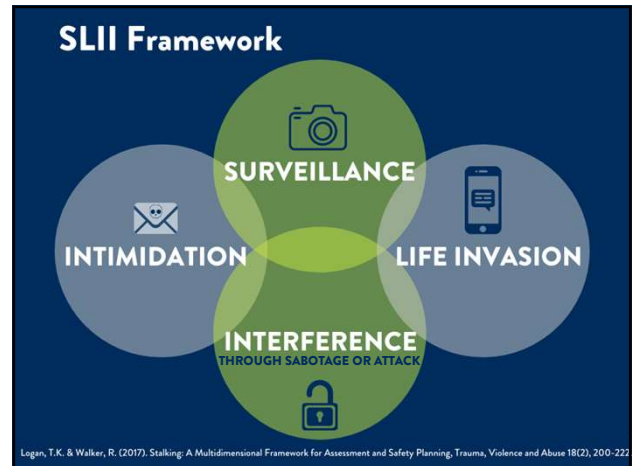 SLII Framework
SURVEILLANCE
INTIMIDATION
LIFE INVASION
INTERFERENCE
THROUGH SABOTAGE OR ATTACK
Logan, T.K. & Walker, R. (2017). Stalking: A Multidimensional Framework for Assessment and Safety Planning, Trauma, Violence and Abuse 18(2), 200-222